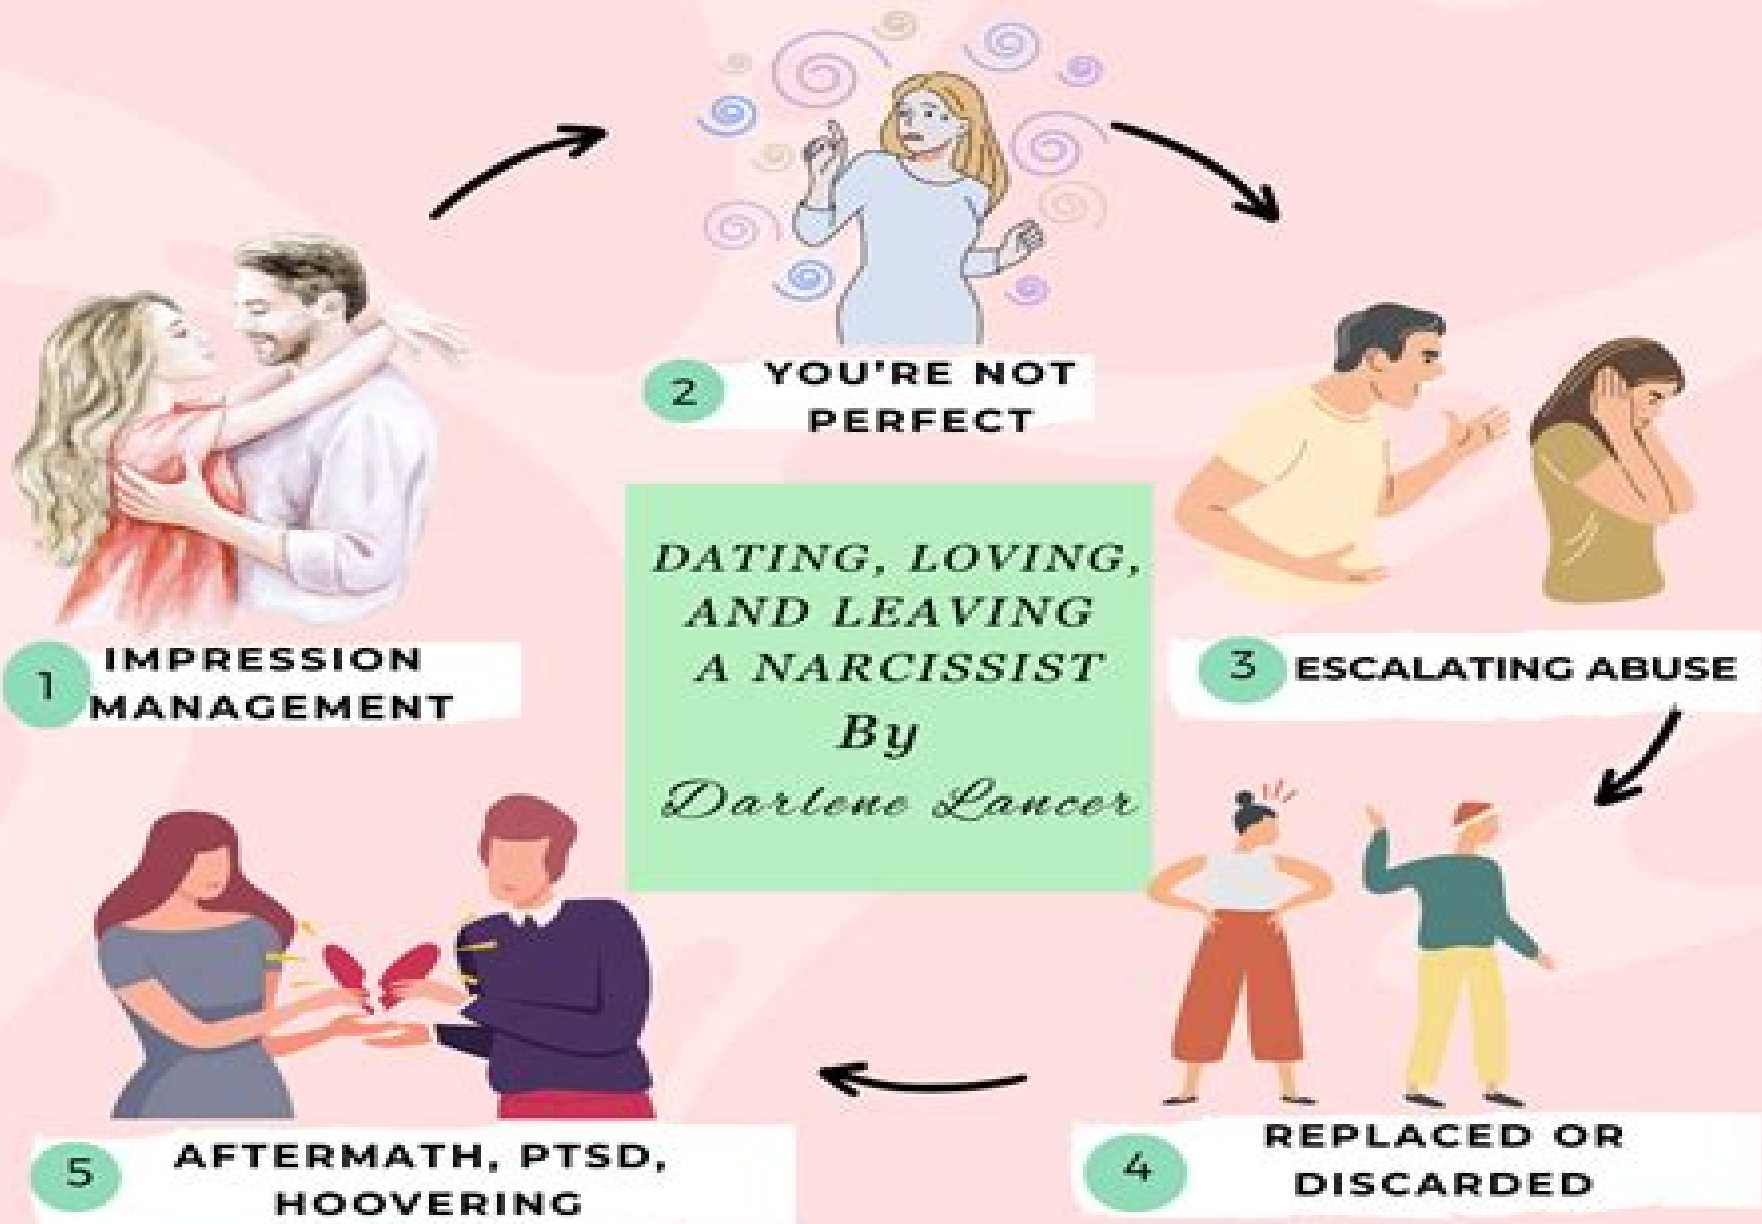 1
IMPRESSION
MANAGEMENT
2
YOU'RE NOT
PERFECT
3
ESCALATING ABUSE
4
REPLACED OR
DISCARDED
5
AFTERMATH, PTSD,
HOOVERING
DATING, LOVING,
AND LEAVING
A NARCISSIST
By
Darlene Lancer